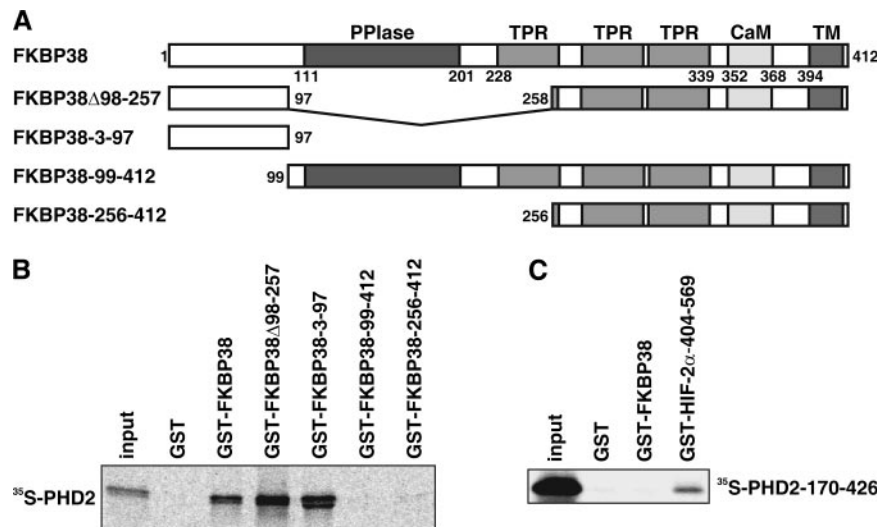 A
PPIase TPR TPR TPR CaM TM
FKBP38 1 412
111 201 228 339 352 368 394
FKBP38Δ98-257 97 258
FKBP38-3-97 97
FKBP38-99-412 99
FKBP38-256-412 256
B
input
GST
GST-FKBP38
GST-FKBP38Δ98-257
GST-FKBP38-3-97
GST-FKBP38-99-412
GST-FKBP38-256-412
³⁵S-PHD2
C
input
GST
GST-FKBP38
GST-HIF-2α-404-569
³⁵S-PHD2-170-426